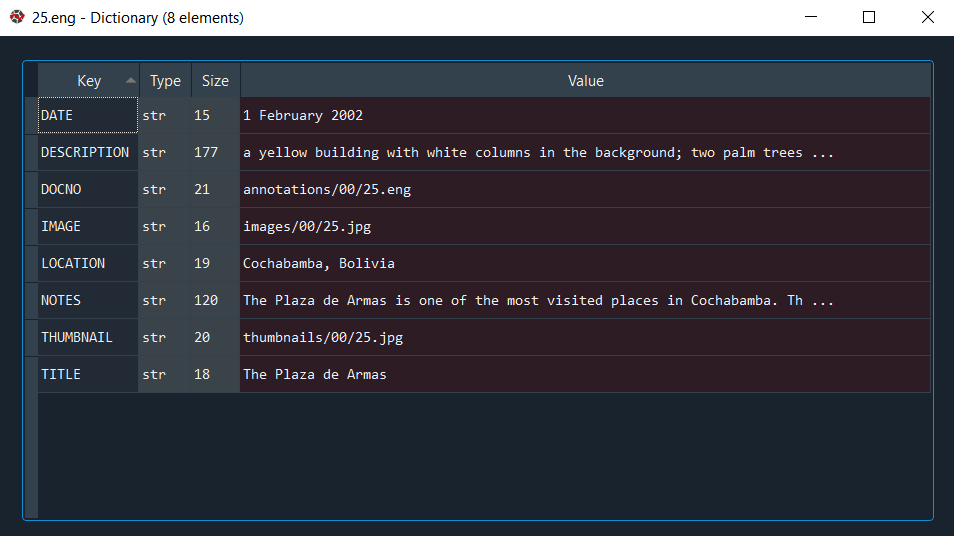 25.eng - Dictionary (8 elements)
Key Type Size Value
DATE str 15 1 February 2002
DESCRIPTION str 177 a yellow building with white columns in the background; two palm trees ...
DOCNO str 21 annotations/00/25.eng
IMAGE str 16 images/00/25.jpg
LOCATION str 19 Cochabamba, Bolivia
NOTES str 120 The Plaza de Armas is one of the most visited places in Cochabamba. Th ...
THUMBNAIL str 20 thumbnails/00/25.jpg
TITLE str 18 The Plaza de Armas